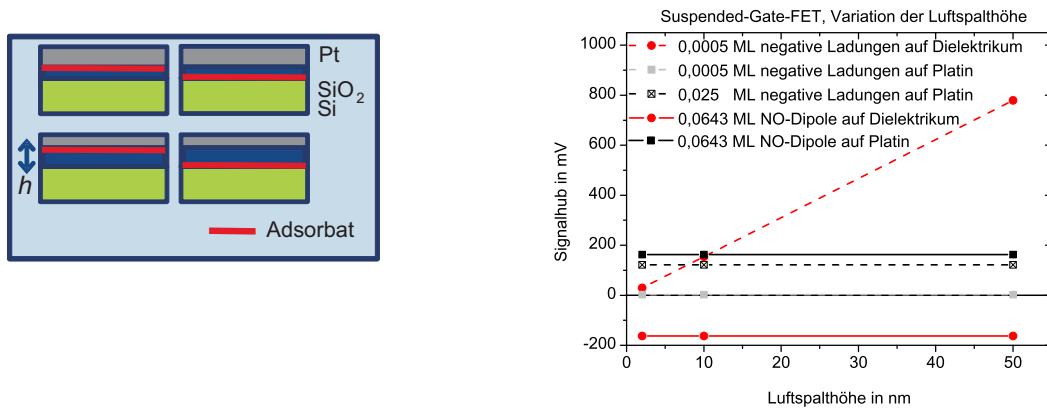 Pt
SiO2
Si
h
Adsorbat
Suspended-Gate-FET, Variation der Luftspalthöhe
1000
800
600
400
200
0
-200
0,0005 ML negative Ladungen auf Dielektrikum
0,0005 ML negative Ladungen auf Platin
0,025 ML negative Ladungen auf Platin
0,0643 ML NO-Dipole auf Dielektrikum
0,0643 ML NO-Dipole auf Platin
Signalhub in mV
0 10 20 30 40 50
Luftspalthöhe in nm